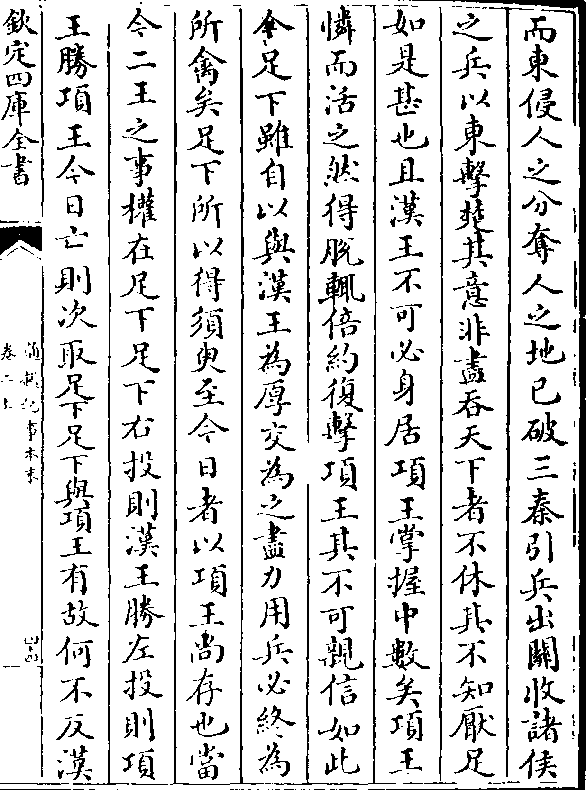 而東侵人之分奪人之地已破三秦引兵出關收諸侯
之兵以東擊楚其意非盡吞天下者不休其不知厭足
如是甚也且漢王不可必身居項王掌握中數矣項王
憐而活之然得脫輒倍約復擊項王其不可親信如此
今足下雖自以與漢王為厚交為之盡力用兵必終為
所禽矣足下所以得須臾至今日者以項王尚存也當
今二王之事權在足下足下右投則漢王勝左投則項
王勝項王今日亡則次取足下足下與項王有故何不反漢
欽定四庫全書
通鑑紀事本末
卷二上